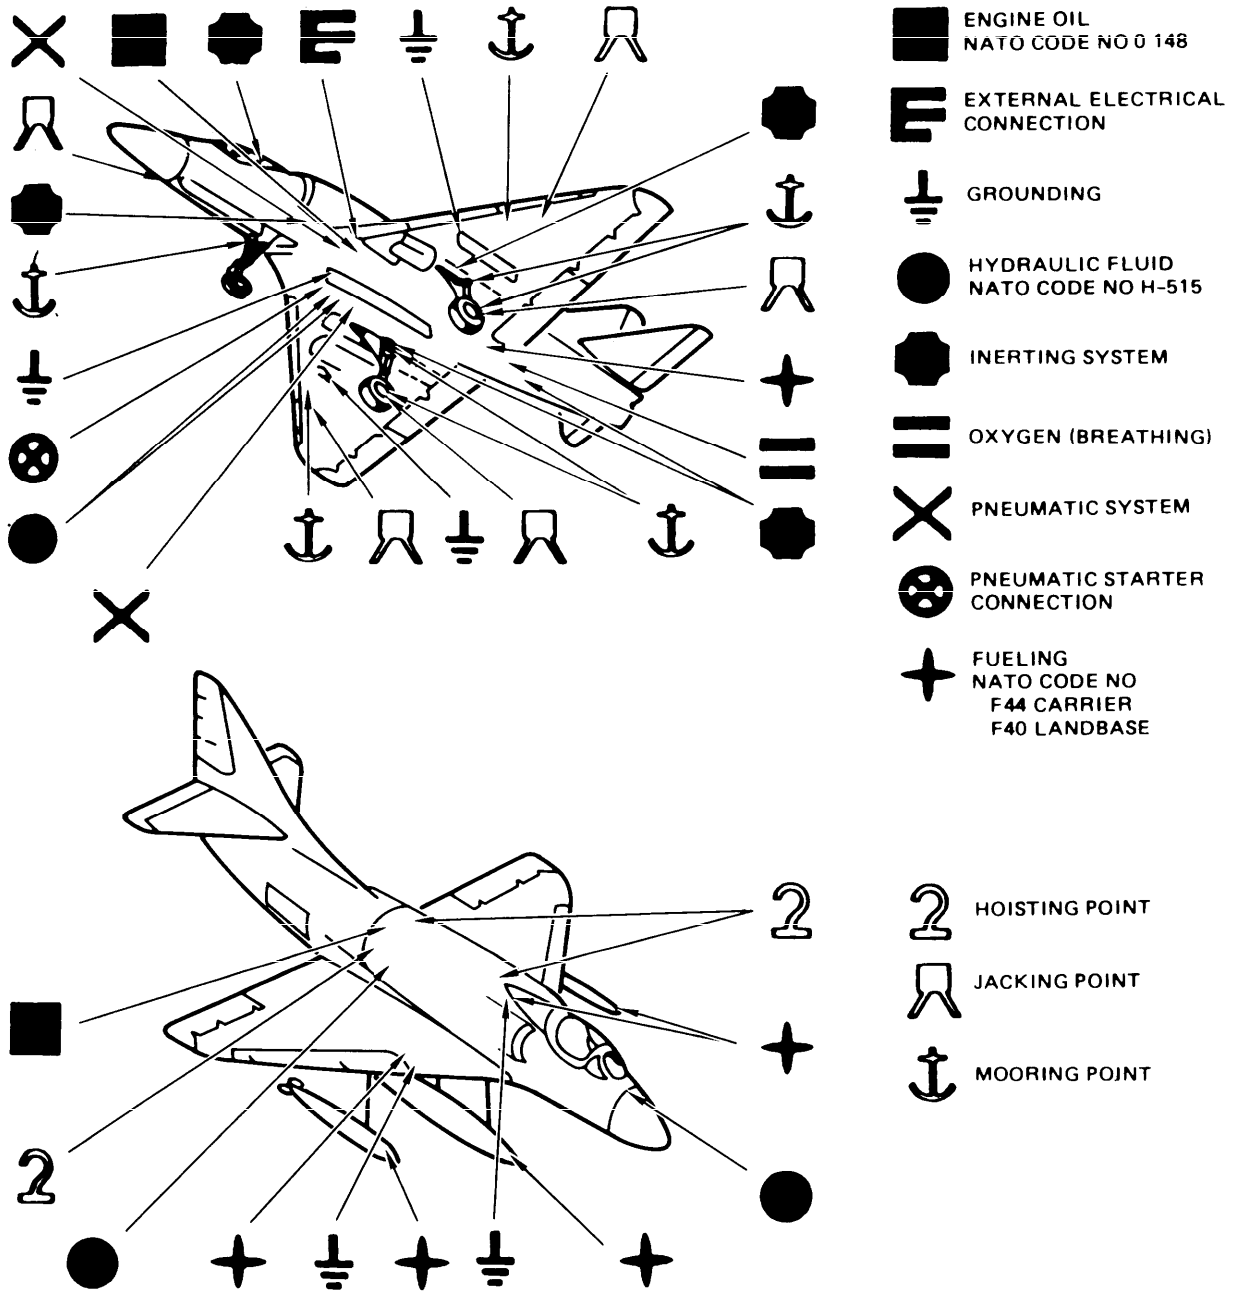 ENGINE OIL
NATO CODE NO 0 148
EXTERNAL ELECTRICAL
CONNECTION
GROUNDING
HYDRAULIC FLUID
NATO CODE NO H-515
INERTING SYSTEM
OXYGEN (BREATHING)
PNEUMATIC SYSTEM
PNEUMATIC STARTER
CONNECTION
FUELING
NATO CODE NO
F44 CARRIER
F40 LANDBASE
HOISTING POINT
JACKING POINT
MOORING POINT